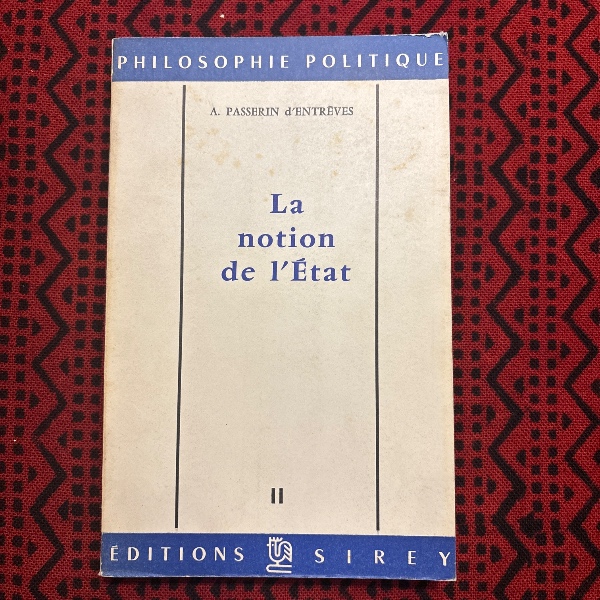 PHILOSOPHIE POLITIQUE
A. PASSERIN d'ENTRÈVES
La
notion
de l'État
II
ÉDITIONS SIREY